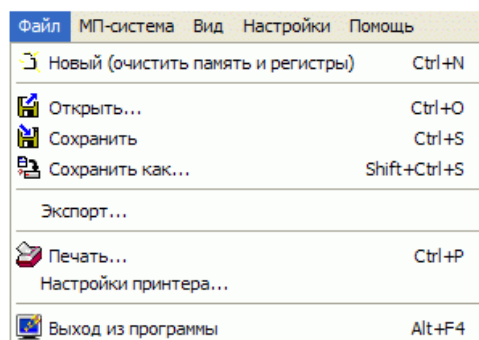 Файл МП-система Вид Настройки Помощь
Новый (очистить память и регистры) Ctrl+N
Открыть... Ctrl+O
Сохранить Ctrl+S
Сохранить как... Shift+Ctrl+S
Экспорт...
Печать... Ctrl+P
Настройки принтера...
Выход из программы Alt+F4